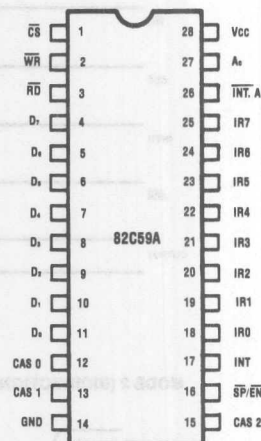 CS 1 28 Vcc
WR 2 27 A₀
RD 3 26 INT. A
D₇ 4 25 IR7
D₆ 5 24 IR6
D₅ 6 23 IR5
D₄ 7 22 IR4
D₃ 8 82C59A 21 IR3
D₂ 9 20 IR2
D₁ 10 19 IR1
D₀ 11 18 IR0
CAS 0 12 17 INT
CAS 1 13 16 SP/EN
GND 14 15 CAS 2